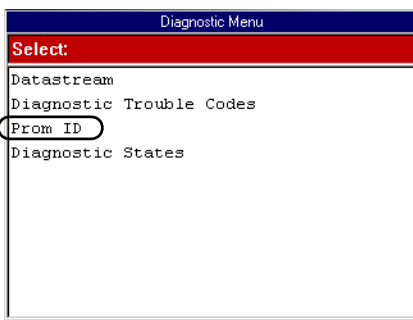 Diagnostic Menu
Select:
Datastream
Diagnostic Trouble Codes
Prom ID
Diagnostic States